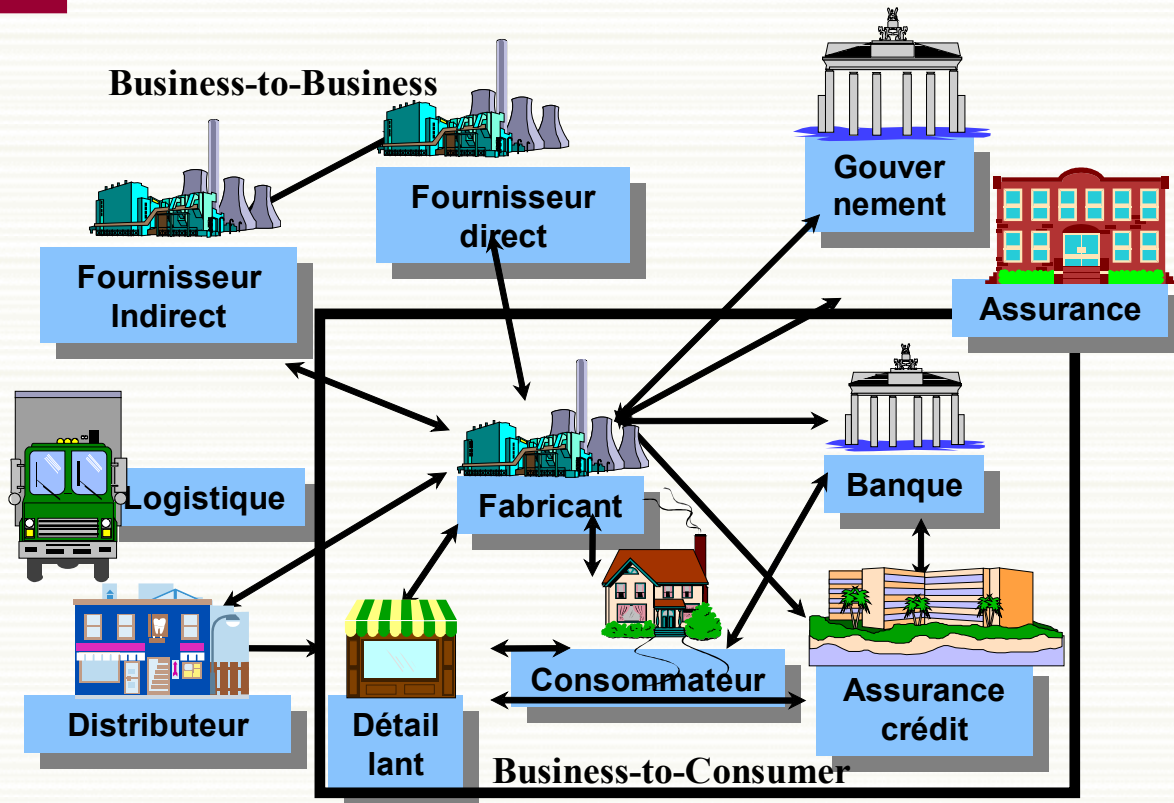 Business-to-Business
Gouver
nement
Fournisseur
direct
Fournisseur
Indirect
Assurance
Logistique
Fabricant
Banque
Consommateur
Distributeur
Détail
lant
Assurance
crédit
Business-to-Consumer